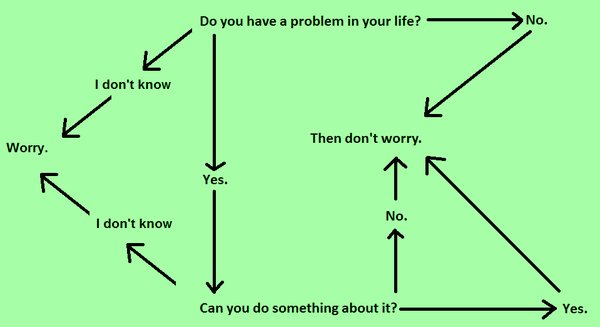 Do you have a problem in your life?
No.
I don't know
Then don't worry.
Worry.
Yes.
No.
I don't know
Can you do something about it?
Yes.